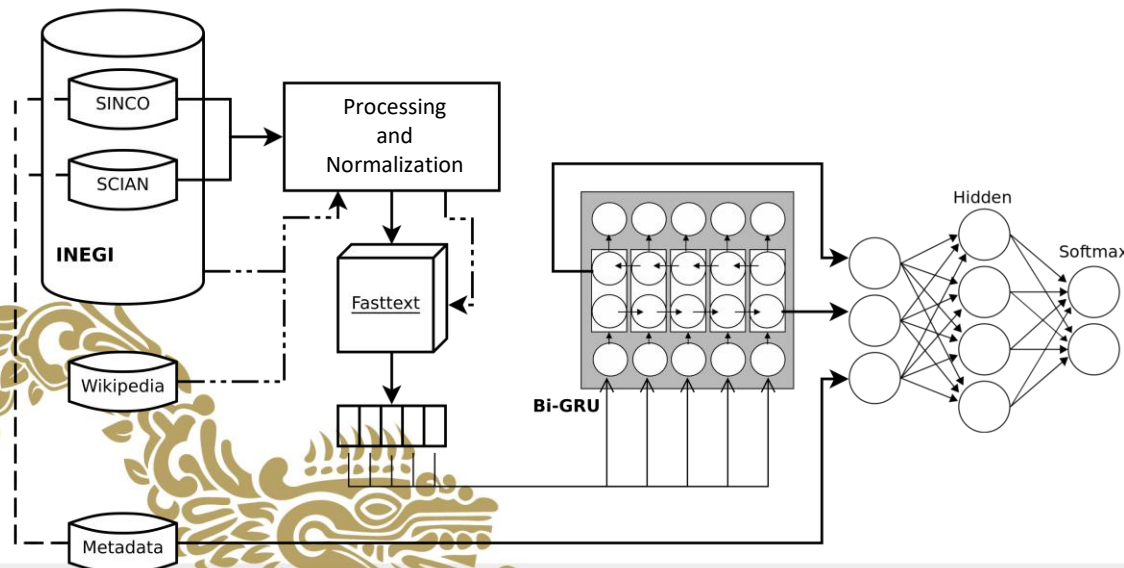 SINCO
SCIAN
INEGI
Wikipedia
Metadata
Processing
and
Normalization
Fasttext
Bi-GRU
Hidden
Softmax